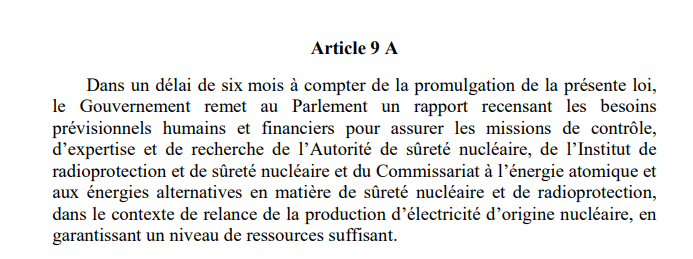 Article 9 A
Dans un délai de six mois à compter de la promulgation de la présente loi,
le Gouvernement remet au Parlement un rapport recensant les besoins
prévisionnels humains et financiers pour assurer les missions de contrôle,
d’expertise et de recherche de l’Autorité de sûreté nucléaire, de l’Institut de
radioprotection et de sûreté nucléaire et du Commissariat à l’énergie atomique et
aux énergies alternatives en matière de sûreté nucléaire et de radioprotection,
dans le contexte de relance de la production d’électricité d’origine nucléaire, en
garantissant un niveau de ressources suffisant.